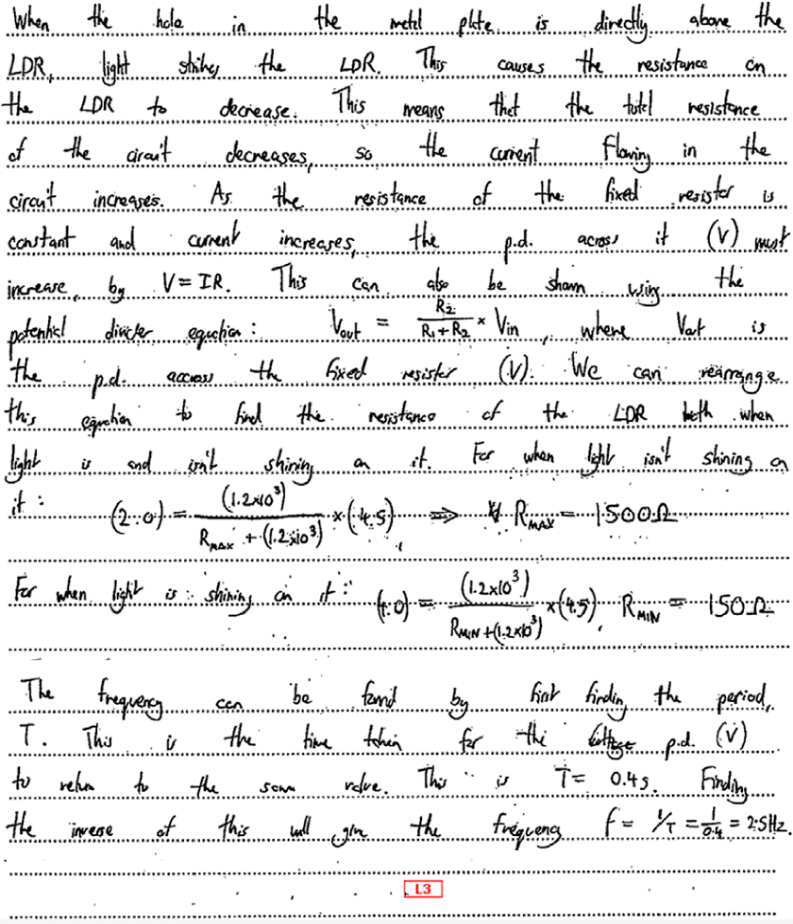 When the hole in the metal plate is directly above the
LDR, light strikes the LDR. This causes the resistance on
the LDR to decrease. This means that the total resistance
of the circuit decreases, so the current flowing in the
circuit increases. As the resistance of the fixed resister is
constant and current increases, the p.d. across it (V) must
increase, by V = IR. This can also be shown using the
potential divider equation: Vout = R₂/(R₁+R₂) × Vin, where Vout is
the p.d. accross the fixed resister (V). We can rearrange
this equation to find the resistance of the LDR both when
light is and isn't shining on it. For when light isn't shining on
it: (2.0) = (1.2×10³)/(R_MAX + (1.2×10³)) × (4.5) ⇒ R_MAX = 1500Ω
For when light is shining on it: (4.0) = (1.2×10³)/(R_MIN + (1.2×10³)) × (4.5) R_MIN = 150Ω
The frequency can be found by first finding the period,
T. This is the time taken for the p.d. (V)
to return to the same value. This is T = 0.4s. Finding
the inverse of this will give the frequency f = 1/T = 1/0.4 = 2.5Hz.
L3